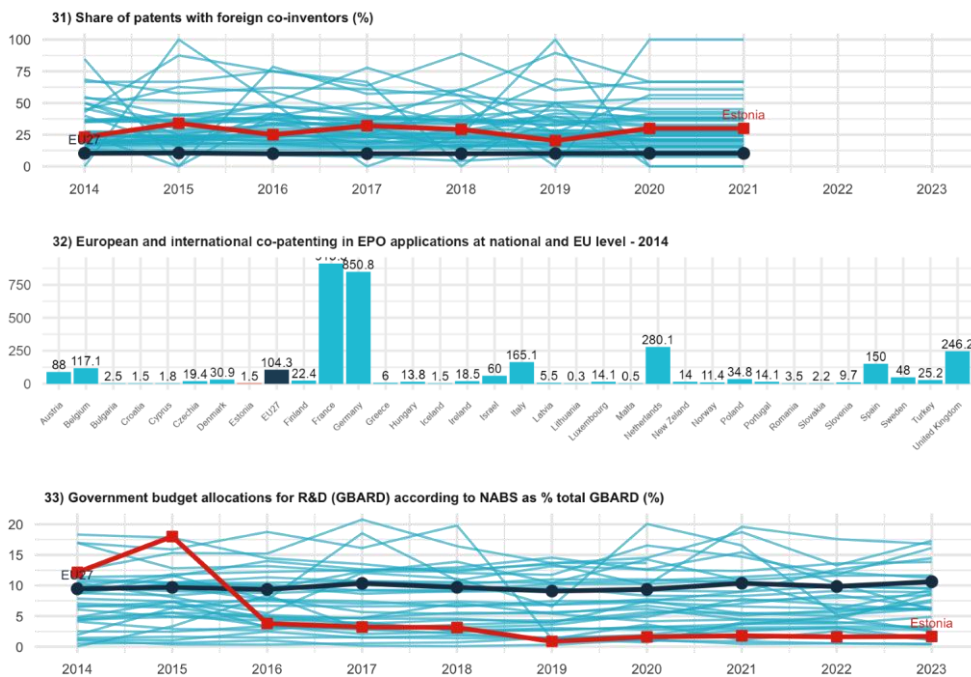 31) Share of patents with foreign co-inventors (%)
100
75
50
25
0
EU27
Estonia
2014 2015 2016 2017 2018 2019 2020 2021 2022 2023
32) European and international co-patenting in EPO applications at national and EU level - 2014
750
500
250
0
88 117.1 2.5 1.5 1.8 19.4 30.9 1.5 104.3 22.4 850.8 6 13.8 1.5 18.5 60 165.1 5.5 0.3 14.1 0.5 280.1 14 11.4 34.8 14.1 3.5 2.2 9.7 150 48 25.2 246.2
Austria Belgium Bulgaria Croatia Cyprus Czechia Denmark Estonia EU27 Finland France Germany Greece Hungary Iceland Ireland Israel Italy Latvia Lithuania Luxembourg Malta Netherlands New Zeland Norway Poland Portugal Romania Slovakia Slovenia Spain Sweden Turkey United Kingdom
33) Government budget allocations for R&D (GBARD) according to NABS as % total GBARD (%)
20
15
10
5
0
EU27
Estonia
2014 2015 2016 2017 2018 2019 2020 2021 2022 2023